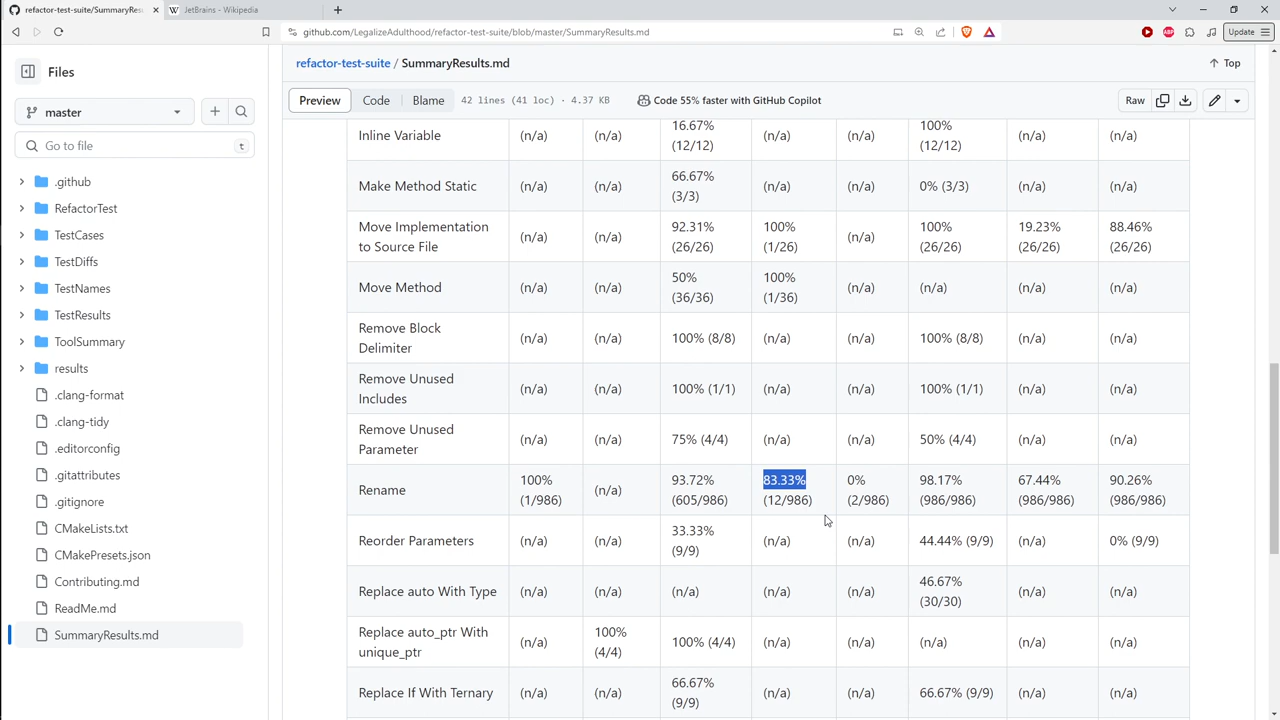 refactor-test-suite/SummaryRes
JetBrains - Wikipedia
github.com/LegalizeAdulthood/refactor-test-suite/blob/master/SummaryResults.md
Update
Files
master
Go to file
t
.github
RefactorTest
TestCases
TestDiffs
TestNames
TestResults
ToolSummary
results
.clang-format
.clang-tidy
.editorconfig
.gitattributes
.gitignore
CMakeLists.txt
CMakePresets.json
Contributing.md
ReadMe.md
SummaryResults.md
refactor-test-suite / SummaryResults.md
Top
Preview Code Blame 42 lines (41 loc) · 4.37 KB Code 55% faster with GitHub Copilot Raw
Inline Variable (n/a) (n/a) 16.67% (n/a) (n/a) 100% (n/a) (n/a)
(12/12) (12/12)
Make Method Static (n/a) (n/a) 66.67% (n/a) (n/a) 0% (3/3) (n/a) (n/a)
(3/3)
Move Implementation (n/a) (n/a) 92.31% 100% (n/a) 100% 19.23% 88.46%
to Source File (26/26) (1/26) (26/26) (26/26) (26/26)
Move Method (n/a) (n/a) 50% 100% (n/a) (n/a) (n/a) (n/a)
(36/36) (1/36)
Remove Block (n/a) (n/a) 100% (8/8) (n/a) (n/a) 100% (8/8) (n/a) (n/a)
Delimiter
Remove Unused (n/a) (n/a) 100% (1/1) (n/a) (n/a) 100% (1/1) (n/a) (n/a)
Includes
Remove Unused (n/a) (n/a) 75% (4/4) (n/a) (n/a) 50% (4/4) (n/a) (n/a)
Parameter
Rename 100% (n/a) 93.72% 83.33% 0% 98.17% 67.44% 90.26%
(1/986) (605/986) (12/986) (2/986) (986/986) (986/986) (986/986)
Reorder Parameters (n/a) (n/a) 33.33% (n/a) (n/a) 44.44% (9/9) (n/a) 0% (9/9)
(9/9)
Replace auto With Type (n/a) (n/a) (n/a) (n/a) (n/a) 46.67% (n/a) (n/a)
(30/30)
Replace auto_ptr With (n/a) 100% 100% (4/4) (n/a) (n/a) (n/a) (n/a) (n/a)
unique_ptr (4/4)
Replace If With Ternary (n/a) (n/a) 66.67% (n/a) (n/a) 66.67% (9/9) (n/a) (n/a)
(9/9)